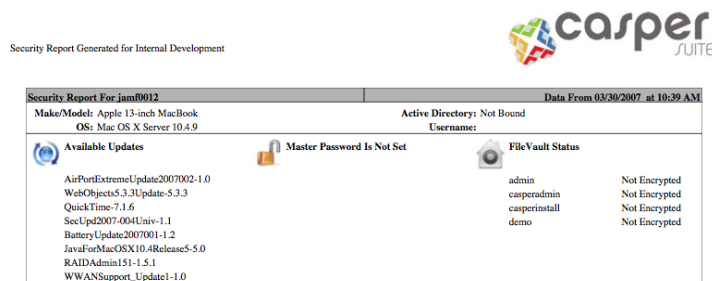 casper
SUITE
Security Report Generated for Internal Development
Security Report For jamf0012 Data From 03/30/2007 at 10:39 AM
Make/Model: Apple 13-inch MacBook Active Directory: Not Bound
OS: Mac OS X Server 10.4.9 Username:
Available Updates Master Password Is Not Set FileVault Status
AirPortExtremeUpdate2007002-1.0 admin Not Encrypted
WebObjects5.3.3Update-5.3.3 casperadmin Not Encrypted
QuickTime-7.1.6 casperinstall Not Encrypted
SecUpd2007-004Univ-1.1 demo Not Encrypted
BatteryUpdate2007001-1.2
JavaForMacOSX10.4Release5-5.0
RAIDAdmin151-1.5.1
WWANSupport_Update1-1.0